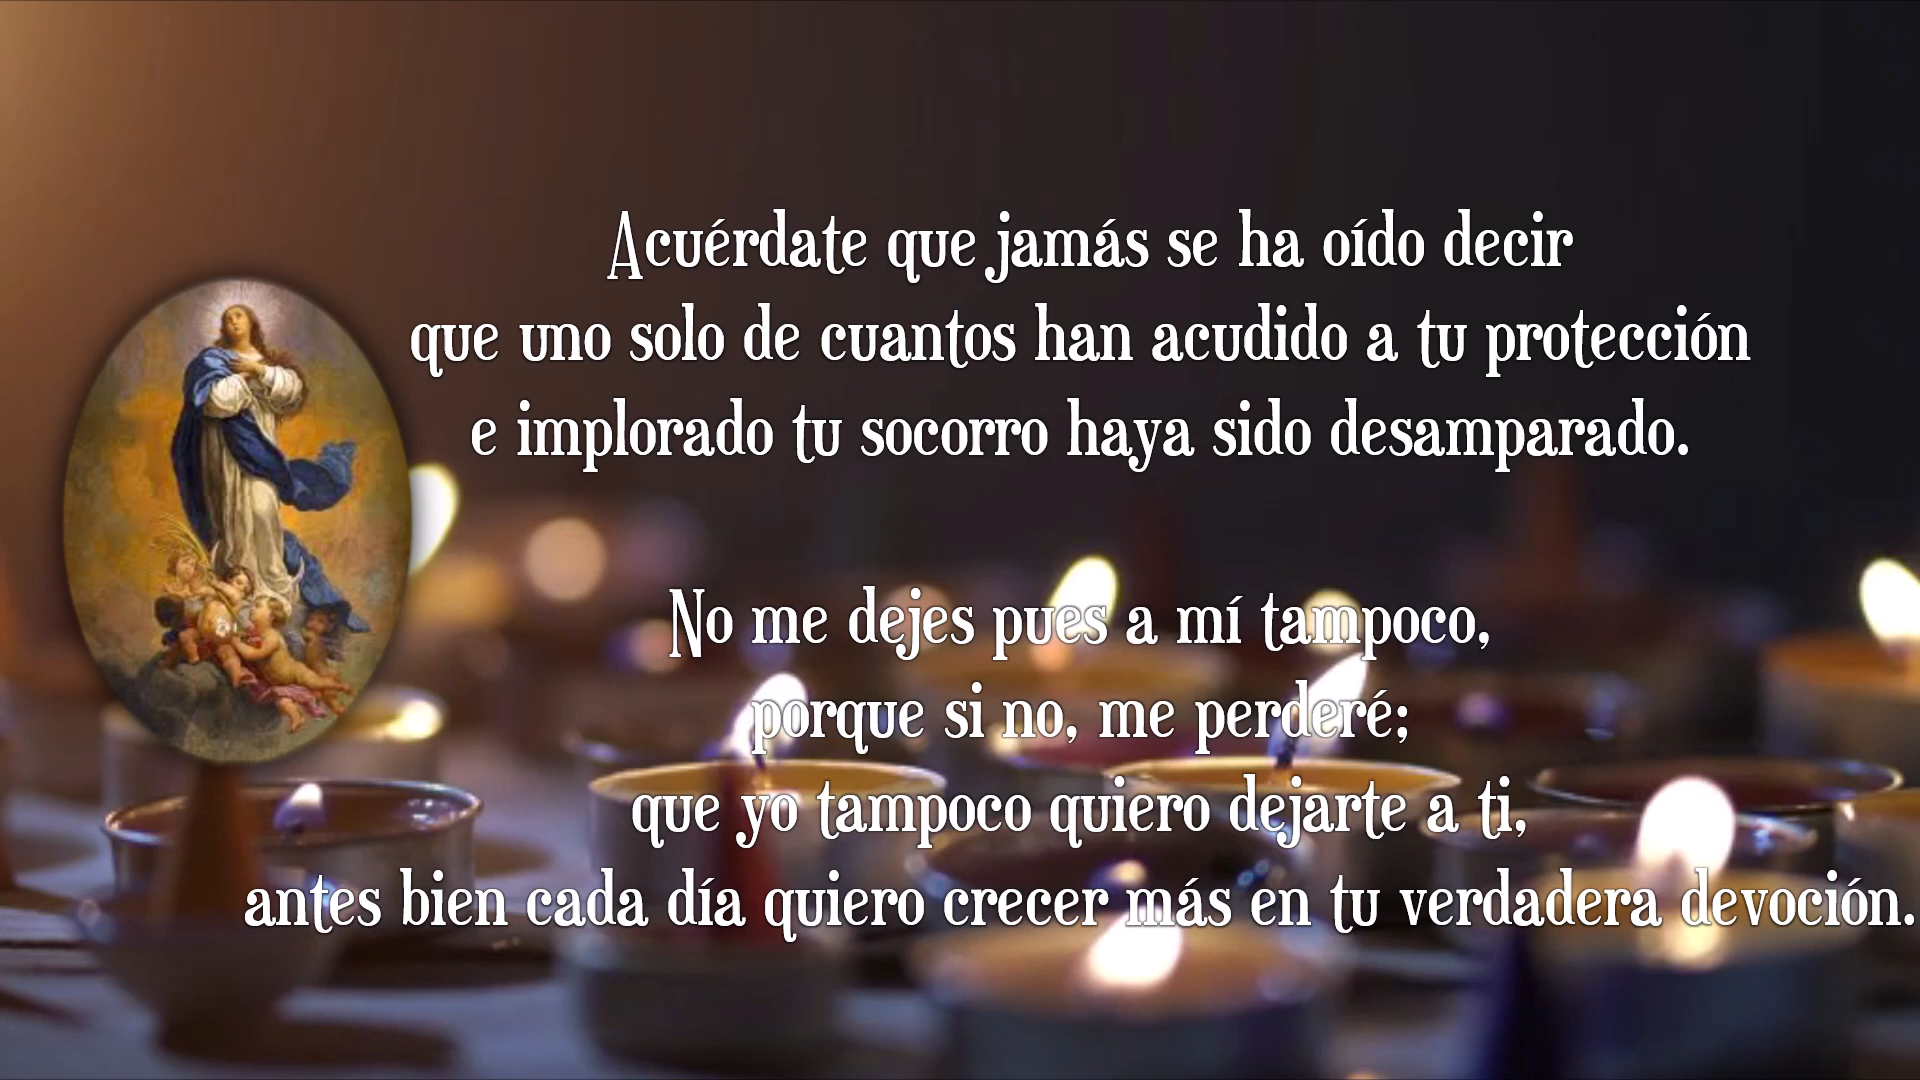 Acuérdate que jamás se ha oído decir
que uno solo de cuantos han acudido a tu protección
e implorado tu socorro haya sido desamparado.
No me dejes pues a mí tampoco,
porque si no, me perderé;
que yo tampoco quiero dejarte a ti,
antes bien cada día quiero crecer más en tu verdadera devoción.